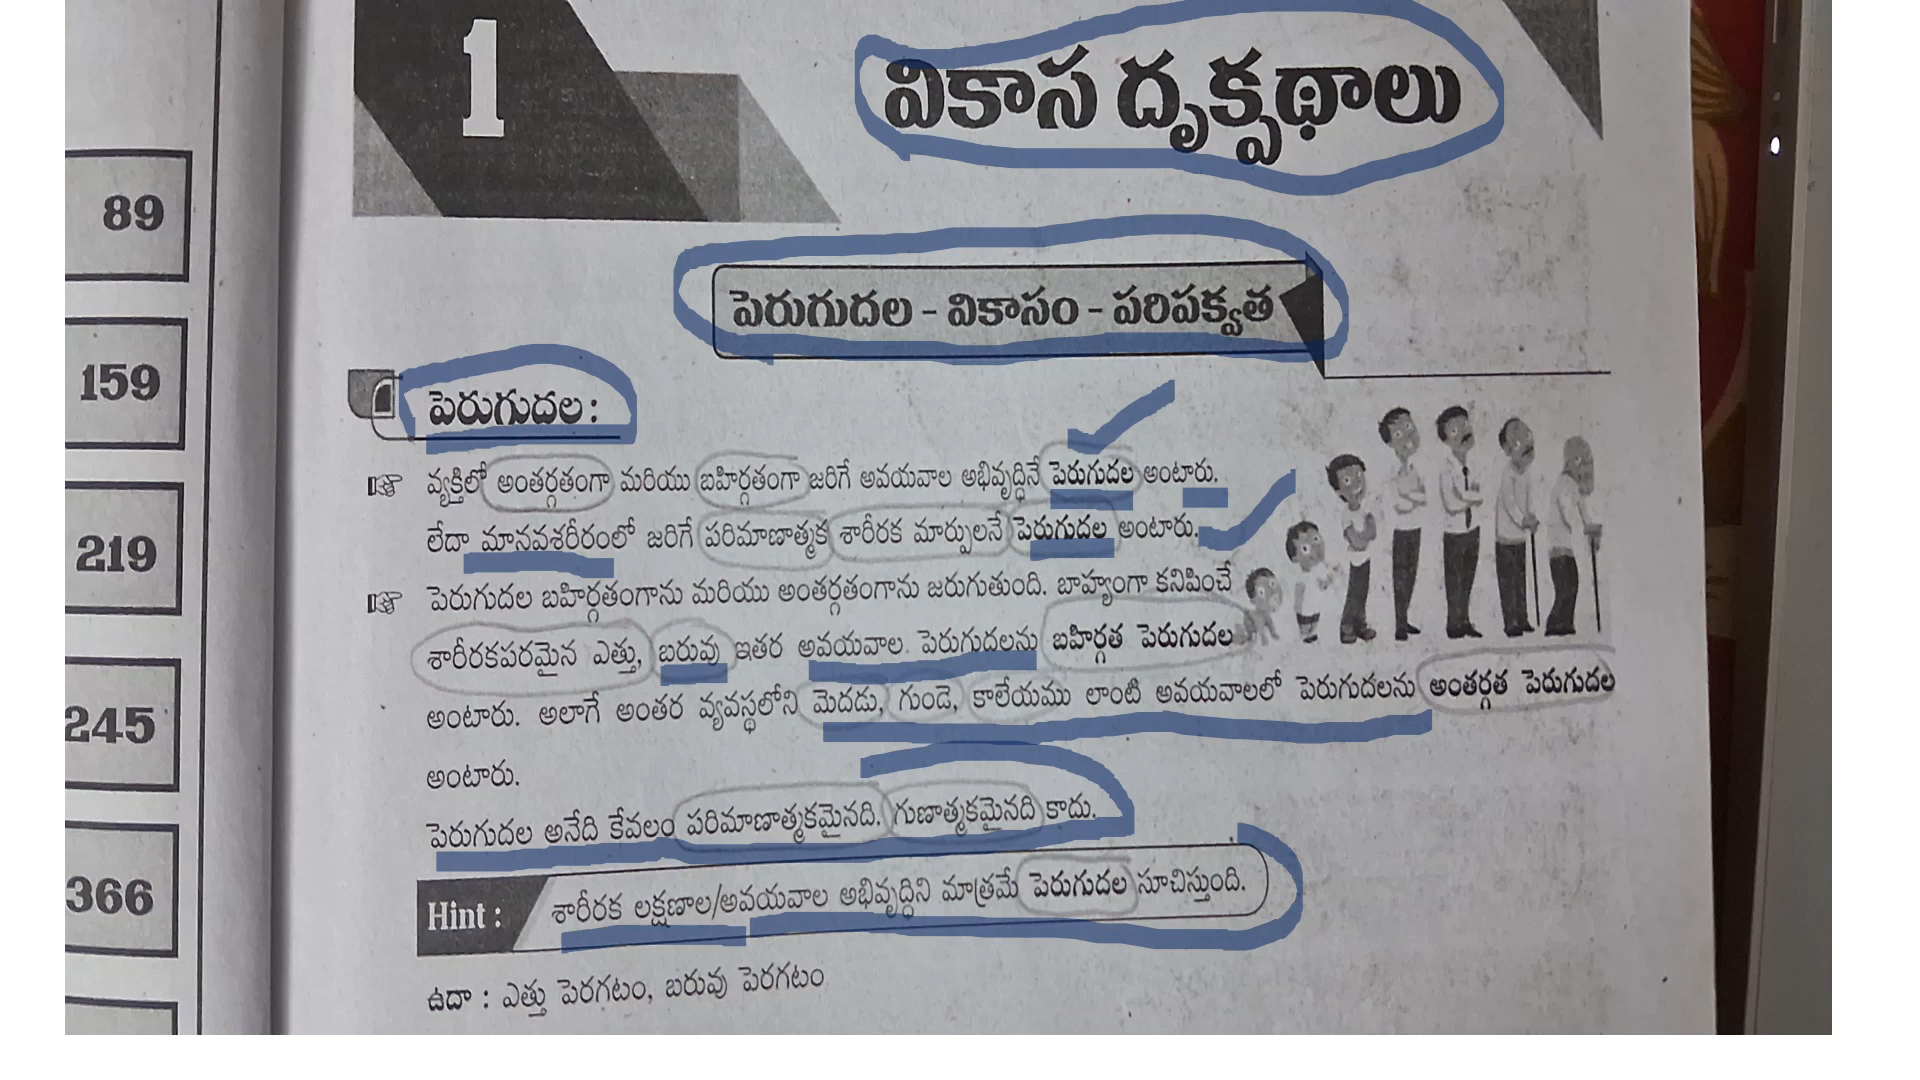 89
159
219
245
366
1
వికాస దృక్పథాలు
పెరుగుదల - వికాసం - పరిపక్వత
పెరుగుదల :
వ్యక్తిలో అంతర్గతంగా మరియు బహిర్గతంగా జరిగే అవయవాల అభివృద్ధినే పెరుగుదల అంటారు.
లేదా మానవశరీరంలో జరిగే పరిమాణాత్మక శారీరక మార్పులనే పెరుగుదల అంటారు.
పెరుగుదల బహిర్గతంగాను మరియు అంతర్గతంగాను జరుగుతుంది. బాహ్యంగా కనిపించే
శారీరకపరమైన ఎత్తు, బరువు ఇతర అవయవాల పెరుగుదలను బహిర్గత పెరుగుదల
అంటారు. అలాగే అంతర వ్యవస్థలోని మెదడు, గుండె, కాలేయము లాంటి అవయవాలలో పెరుగుదలను అంతర్గత పెరుగుదల
అంటారు.
పెరుగుదల అనేది కేవలం పరిమాణాత్మకమైనది. గుణాత్మకమైనది కాదు.
Hint : శారీరక లక్షణాల/అవయవాల అభివృద్ధిని మాత్రమే పెరుగుదల సూచిస్తుంది.
ఉదా : ఎత్తు పెరగటం, బరువు పెరగటం